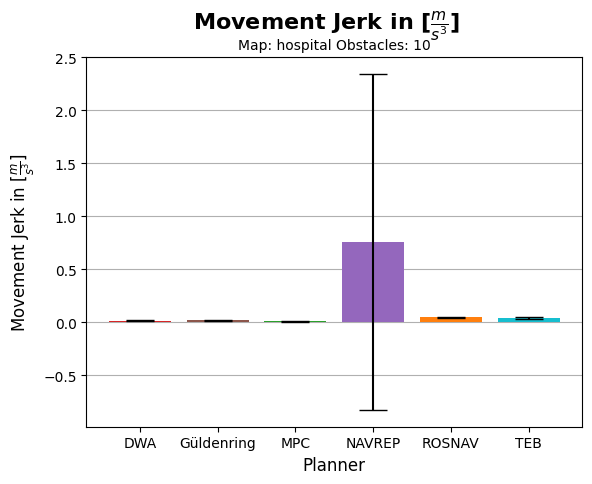 Movement Jerk in [m/s³]
Map: hospital Obstacles: 10
2.5
2.0
1.5
1.0
0.5
0.0
−0.5
Movement Jerk in [m/s³]
DWA Güldenring MPC NAVREP ROSNAV TEB
Planner